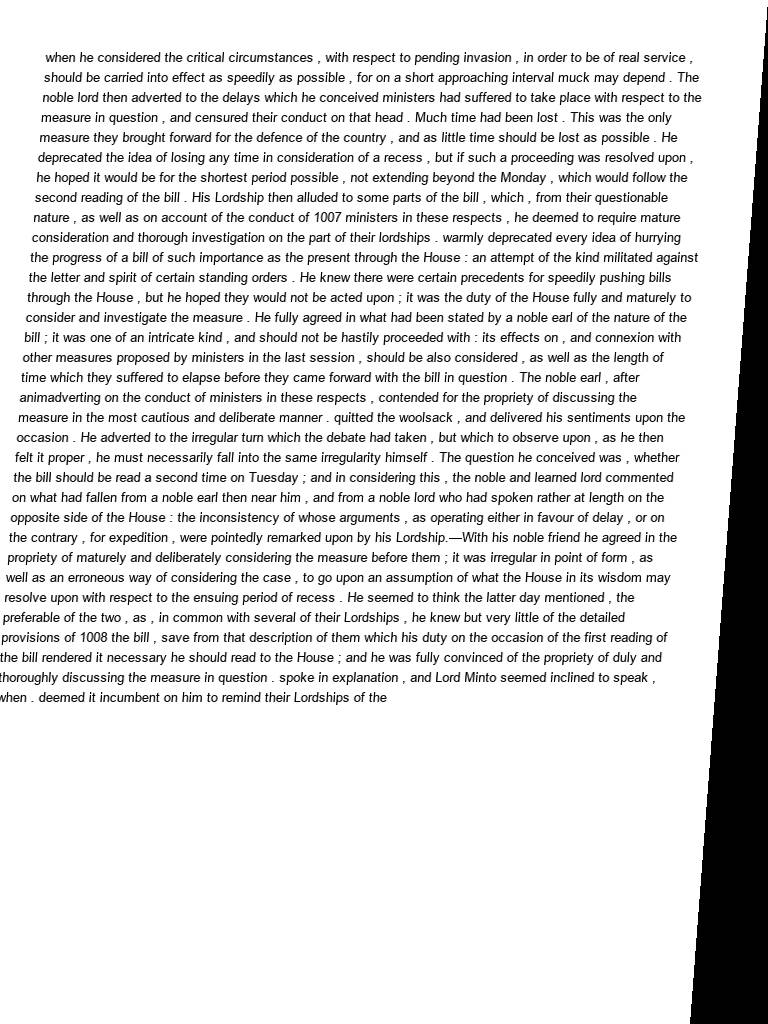 when he considered the critical circumstances , with respect to pending invasion , in order to be of real service ,
should be carried into effect as speedily as possible , for on a short approaching interval muck may depend . The
noble lord then adverted to the delays which he conceived ministers had suffered to take place with respect to the
measure in question , and censured their conduct on that head . Much time had been lost . This was the only
measure they brought forward for the defence of the country , and as little time should be lost as possible . He
deprecated the idea of losing any time in consideration of a recess , but if such a proceeding was resolved upon ,
he hoped it would be for the shortest period possible , not extending beyond the Monday , which would follow the
second reading of the bill . His Lordship then alluded to some parts of the bill , which , from their questionable
nature , as well as on account of the conduct of 1007 ministers in these respects , he deemed to require mature
consideration and thorough investigation on the part of their lordships . warmly deprecated every idea of hurrying
the progress of a bill of such importance as the present through the House : an attempt of the kind militated against
the letter and spirit of certain standing orders . He knew there were certain precedents for speedily pushing bills
through the House , but he hoped they would not be acted upon ; it was the duty of the House fully and maturely to
consider and investigate the measure . He fully agreed in what had been stated by a noble earl of the nature of the
bill ; it was one of an intricate kind , and should not be hastily proceeded with : its effects on , and connexion with
other measures proposed by ministers in the last session , should be also considered , as well as the length of
time which they suffered to elapse before they came forward with the bill in question . The noble earl , after
animadverting on the conduct of ministers in these respects , contended for the propriety of discussing the
measure in the most cautious and deliberate manner . quitted the woolsack , and delivered his sentiments upon the
occasion . He adverted to the irregular turn which the debate had taken , but which to observe upon , as he then
felt it proper , he must necessarily fall into the same irregularity himself . The question he conceived was , whether
the bill should be read a second time on Tuesday ; and in considering this , the noble and learned lord commented
on what had fallen from a noble earl then near him , and from a noble lord who had spoken rather at length on the
opposite side of the House : the inconsistency of whose arguments , as operating either in favour of delay , or on
the contrary , for expedition , were pointedly remarked upon by his Lordship.—With his noble friend he agreed in the
propriety of maturely and deliberately considering the measure before them ; it was irregular in point of form , as
well as an erroneous way of considering the case , to go upon an assumption of what the House in its wisdom may
resolve upon with respect to the ensuing period of recess . He seemed to think the latter day mentioned , the
preferable of the two , as , in common with several of their Lordships , he knew but very little of the detailed
provisions of 1008 the bill , save from that description of them which his duty on the occasion of the first reading of
the bill rendered it necessary he should read to the House ; and he was fully convinced of the propriety of duly and
thoroughly discussing the measure in question . spoke in explanation , and Lord Minto seemed inclined to speak ,
when . deemed it incumbent on him to remind their Lordships of the